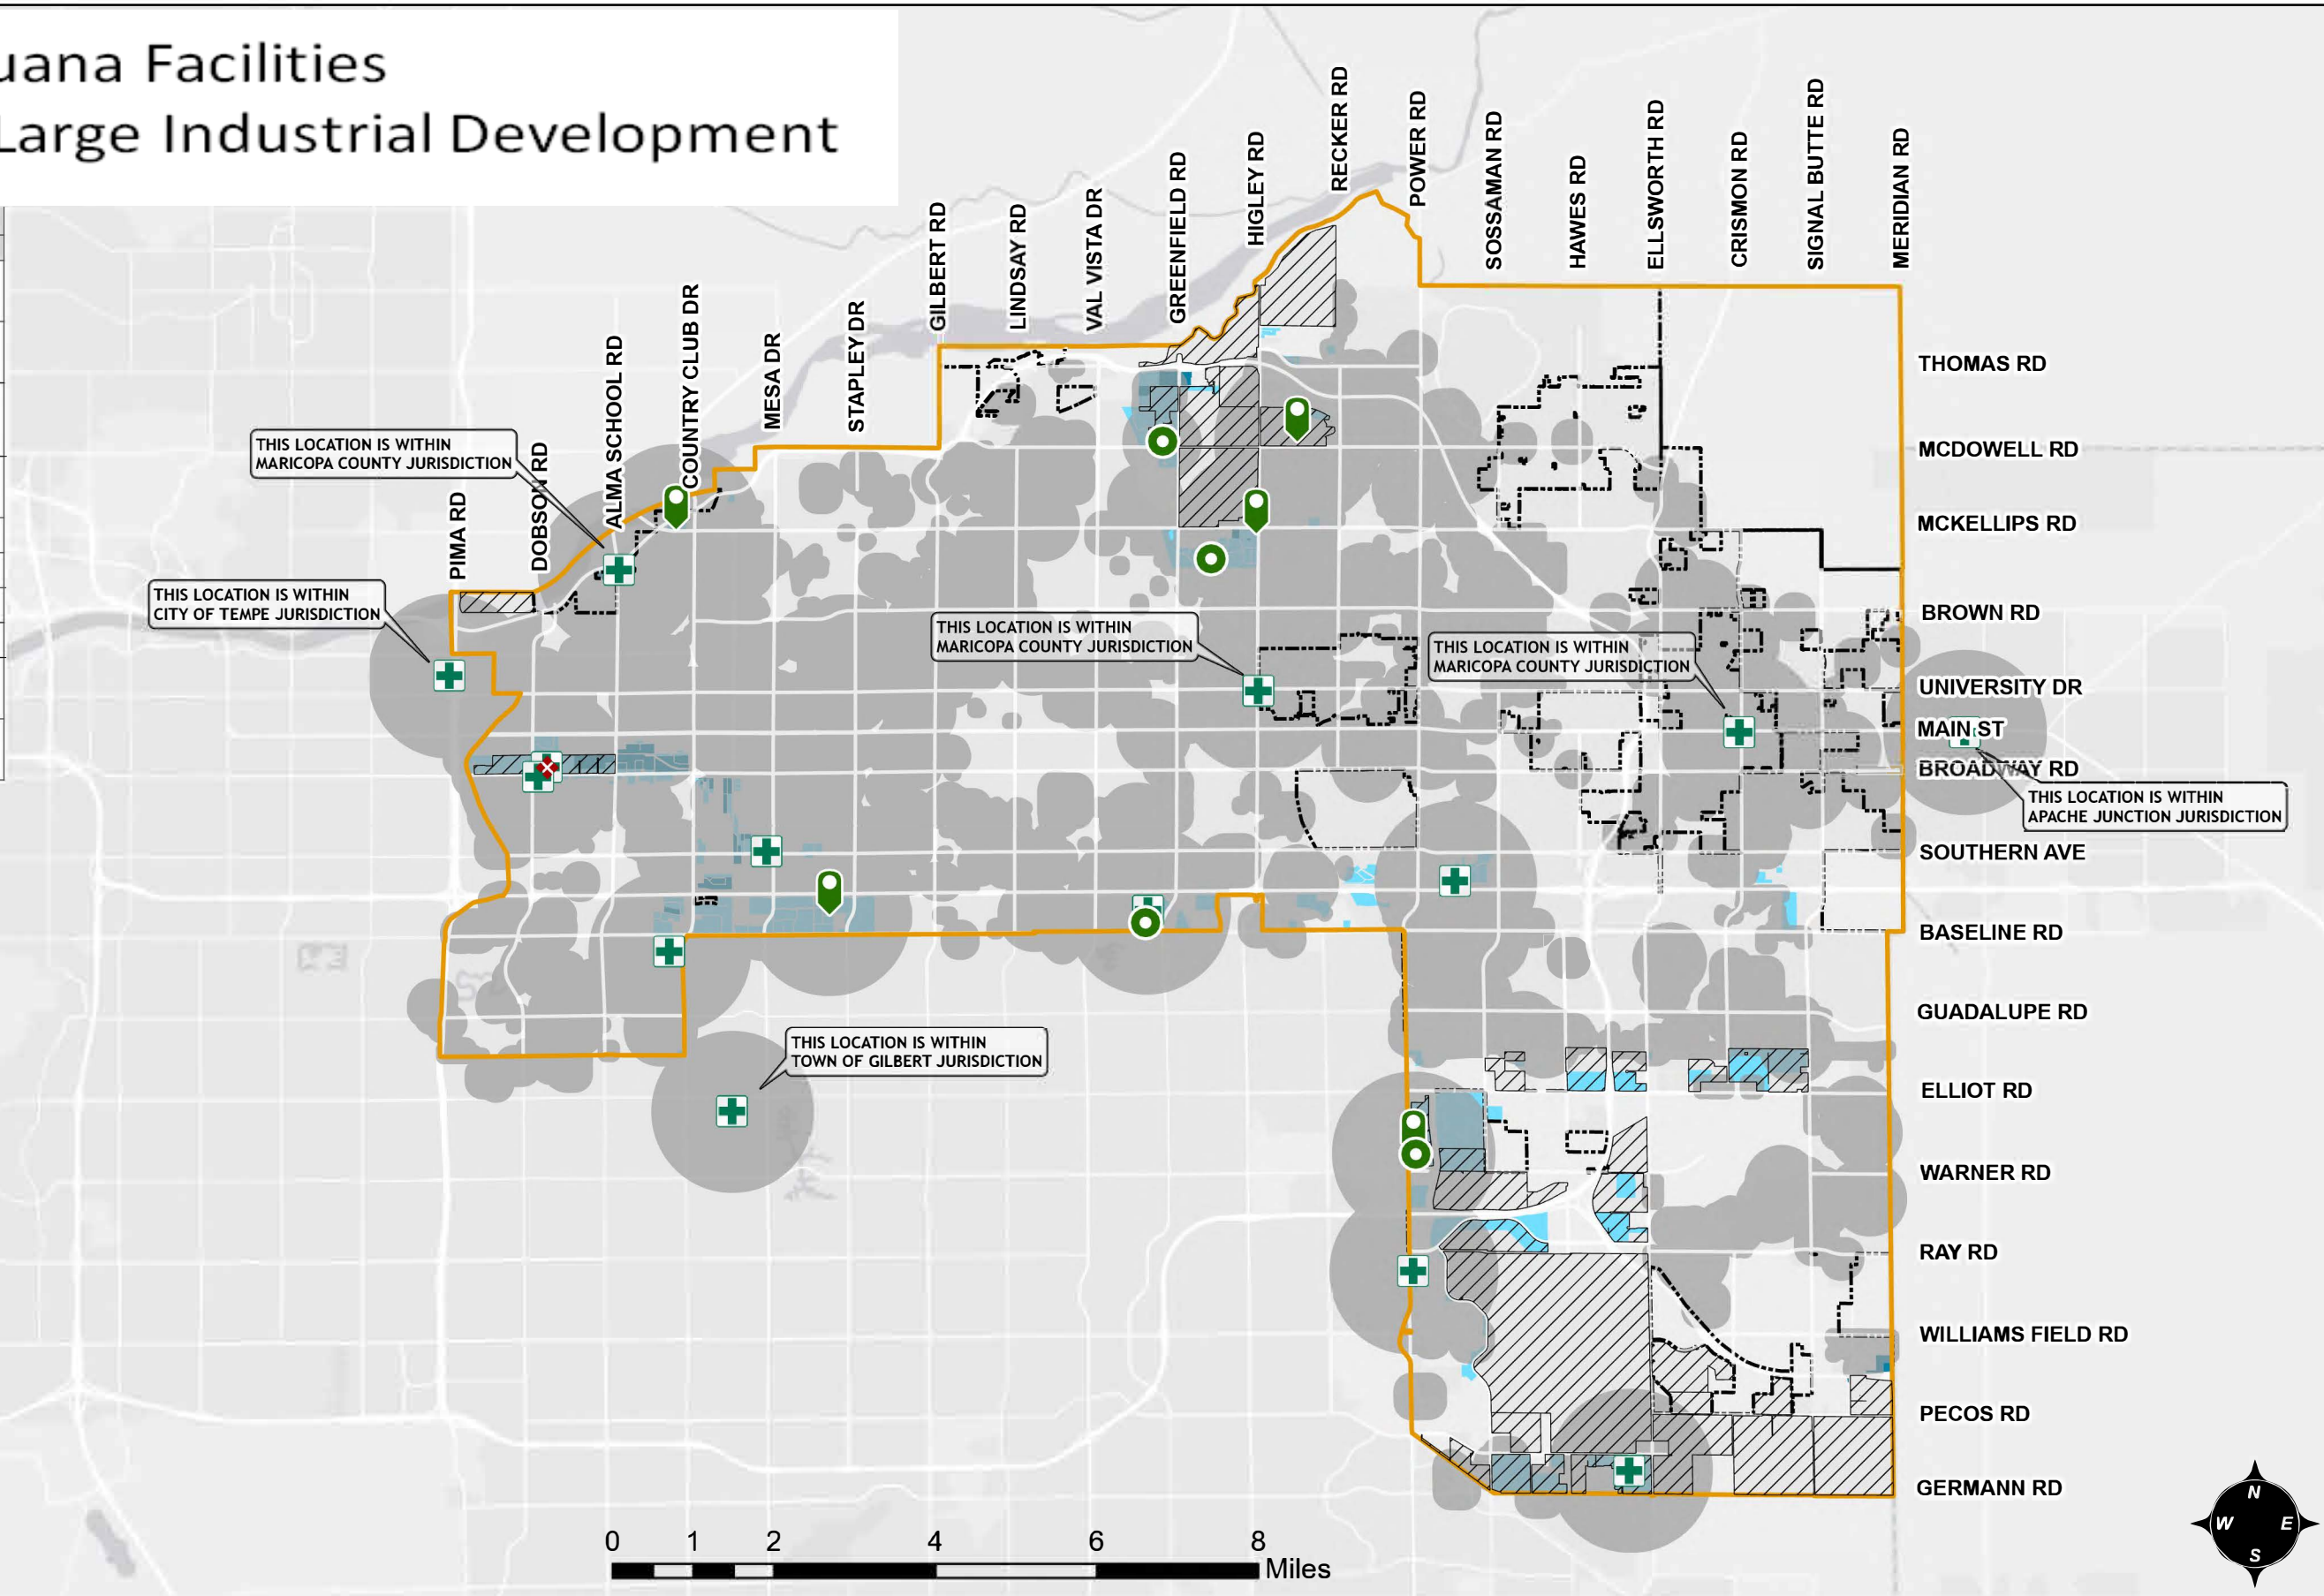 uana Facilities
Large Industrial Development
PIMA RD
DOBSON RD
ALMA SCHOOL RD
COUNTRY CLUB DR
MESA DR
STAPLEY DR
GILBERT RD
LINDSAY RD
VAL VISTA DR
GREENFIELD RD
HIGLEY RD
RECKER RD
POWER RD
SOSSAMAN RD
HAWES RD
ELLSWORTH RD
CRISMON RD
SIGNAL BUTTE RD
MERIDIAN RD
THOMAS RD
MCDOWELL RD
MCKELLIPS RD
BROWN RD
UNIVERSITY DR
MAIN ST
BROADWAY RD
SOUTHERN AVE
BASELINE RD
GUADALUPE RD
ELLIOT RD
WARNER RD
RAY RD
WILLIAMS FIELD RD
PECOS RD
GERMANN RD
THIS LOCATION IS WITHIN
MARICOPA COUNTY JURISDICTION
THIS LOCATION IS WITHIN
CITY OF TEMPE JURISDICTION
THIS LOCATION IS WITHIN
MARICOPA COUNTY JURISDICTION
THIS LOCATION IS WITHIN
MARICOPA COUNTY JURISDICTION
THIS LOCATION IS WITHIN
APACHE JUNCTION JURISDICTION
THIS LOCATION IS WITHIN
TOWN OF GILBERT JURISDICTION
0 1 2 4 6 8
Miles
N
W E
S